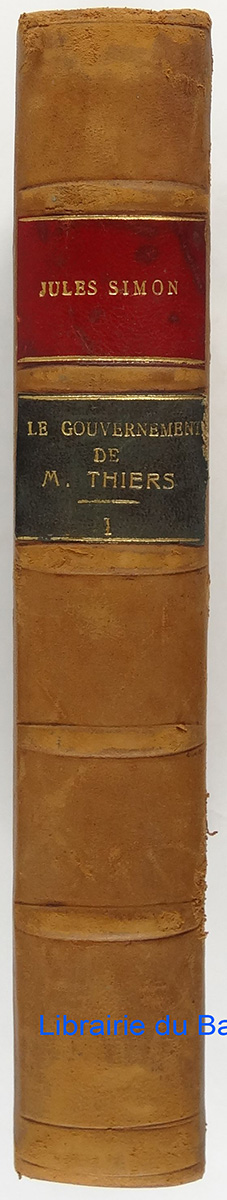 JULES SIMON
LE GOUVERNEMENT
DE
M. THIERS
1
Librairie du Ba